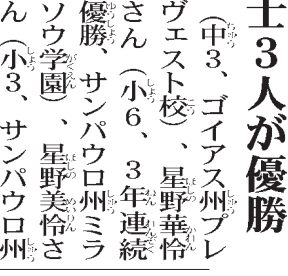 士3人が優勝
（中3、ゴイアス州プレ
ヴェスト校）、星野華怜
さん（小6、3年連続
優勝、サンパウロ州ミラ
ソウ学園）、星野美怜さ
ん（小3、サンパウロ州